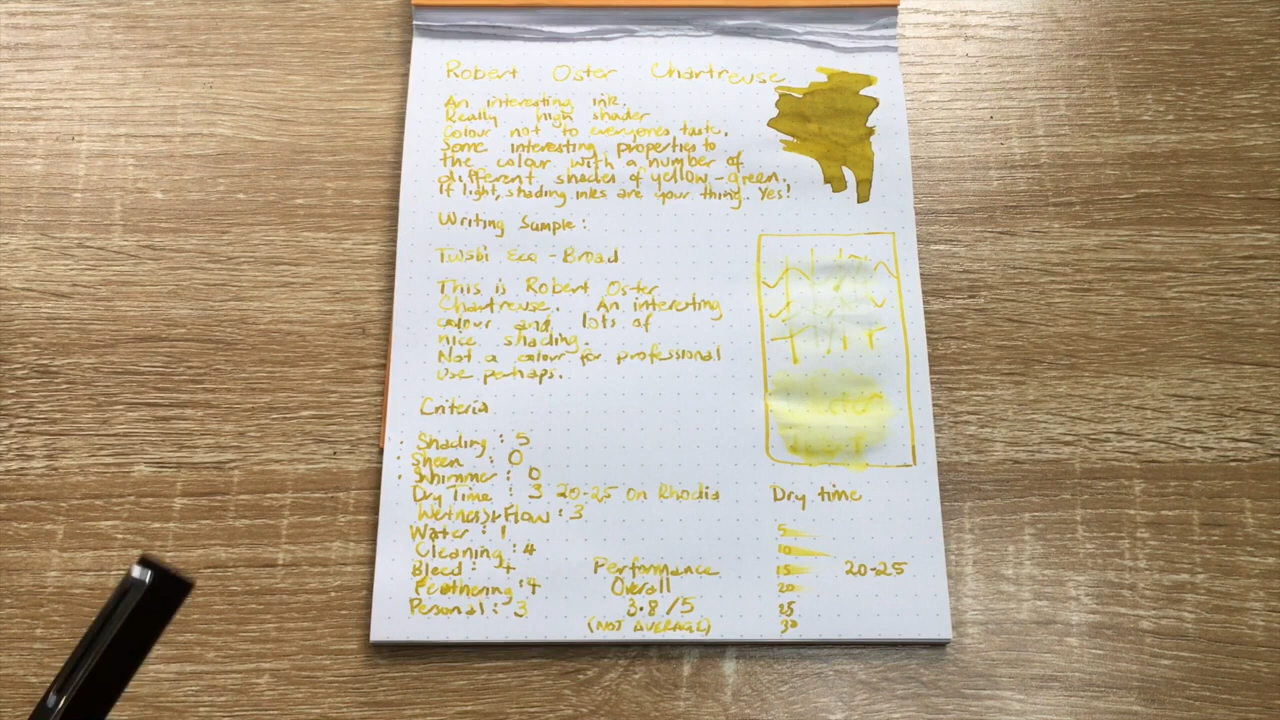 Robert Oster Chartreuse
An interesting ink.
Really high shader
Colour not to everyones taste.
Some interesting properties to
the colour with a number of
different shades of yellow-green.
If light, shading inks are your thing. Yes!
Writing Sample:
Twsbi Eco - Broad
This is Robert Oster
Chartreuse. An interesting
colour and lots of
nice shading.
Not a colour for professional
use perhaps.
Criteria
Shading : 5
Sheen : 0
Shimmer : 0
Dry Time : 3 20-25 on Rhodia
Wetness+Flow : 3
Water : 1
Cleaning : 4
Bleed : 4
Feathering : 4
Personal : 3
Performance
Overall
3.8/5
(NOT AVERAGE)
Dry time
5
10
15 20-25
20
25
30